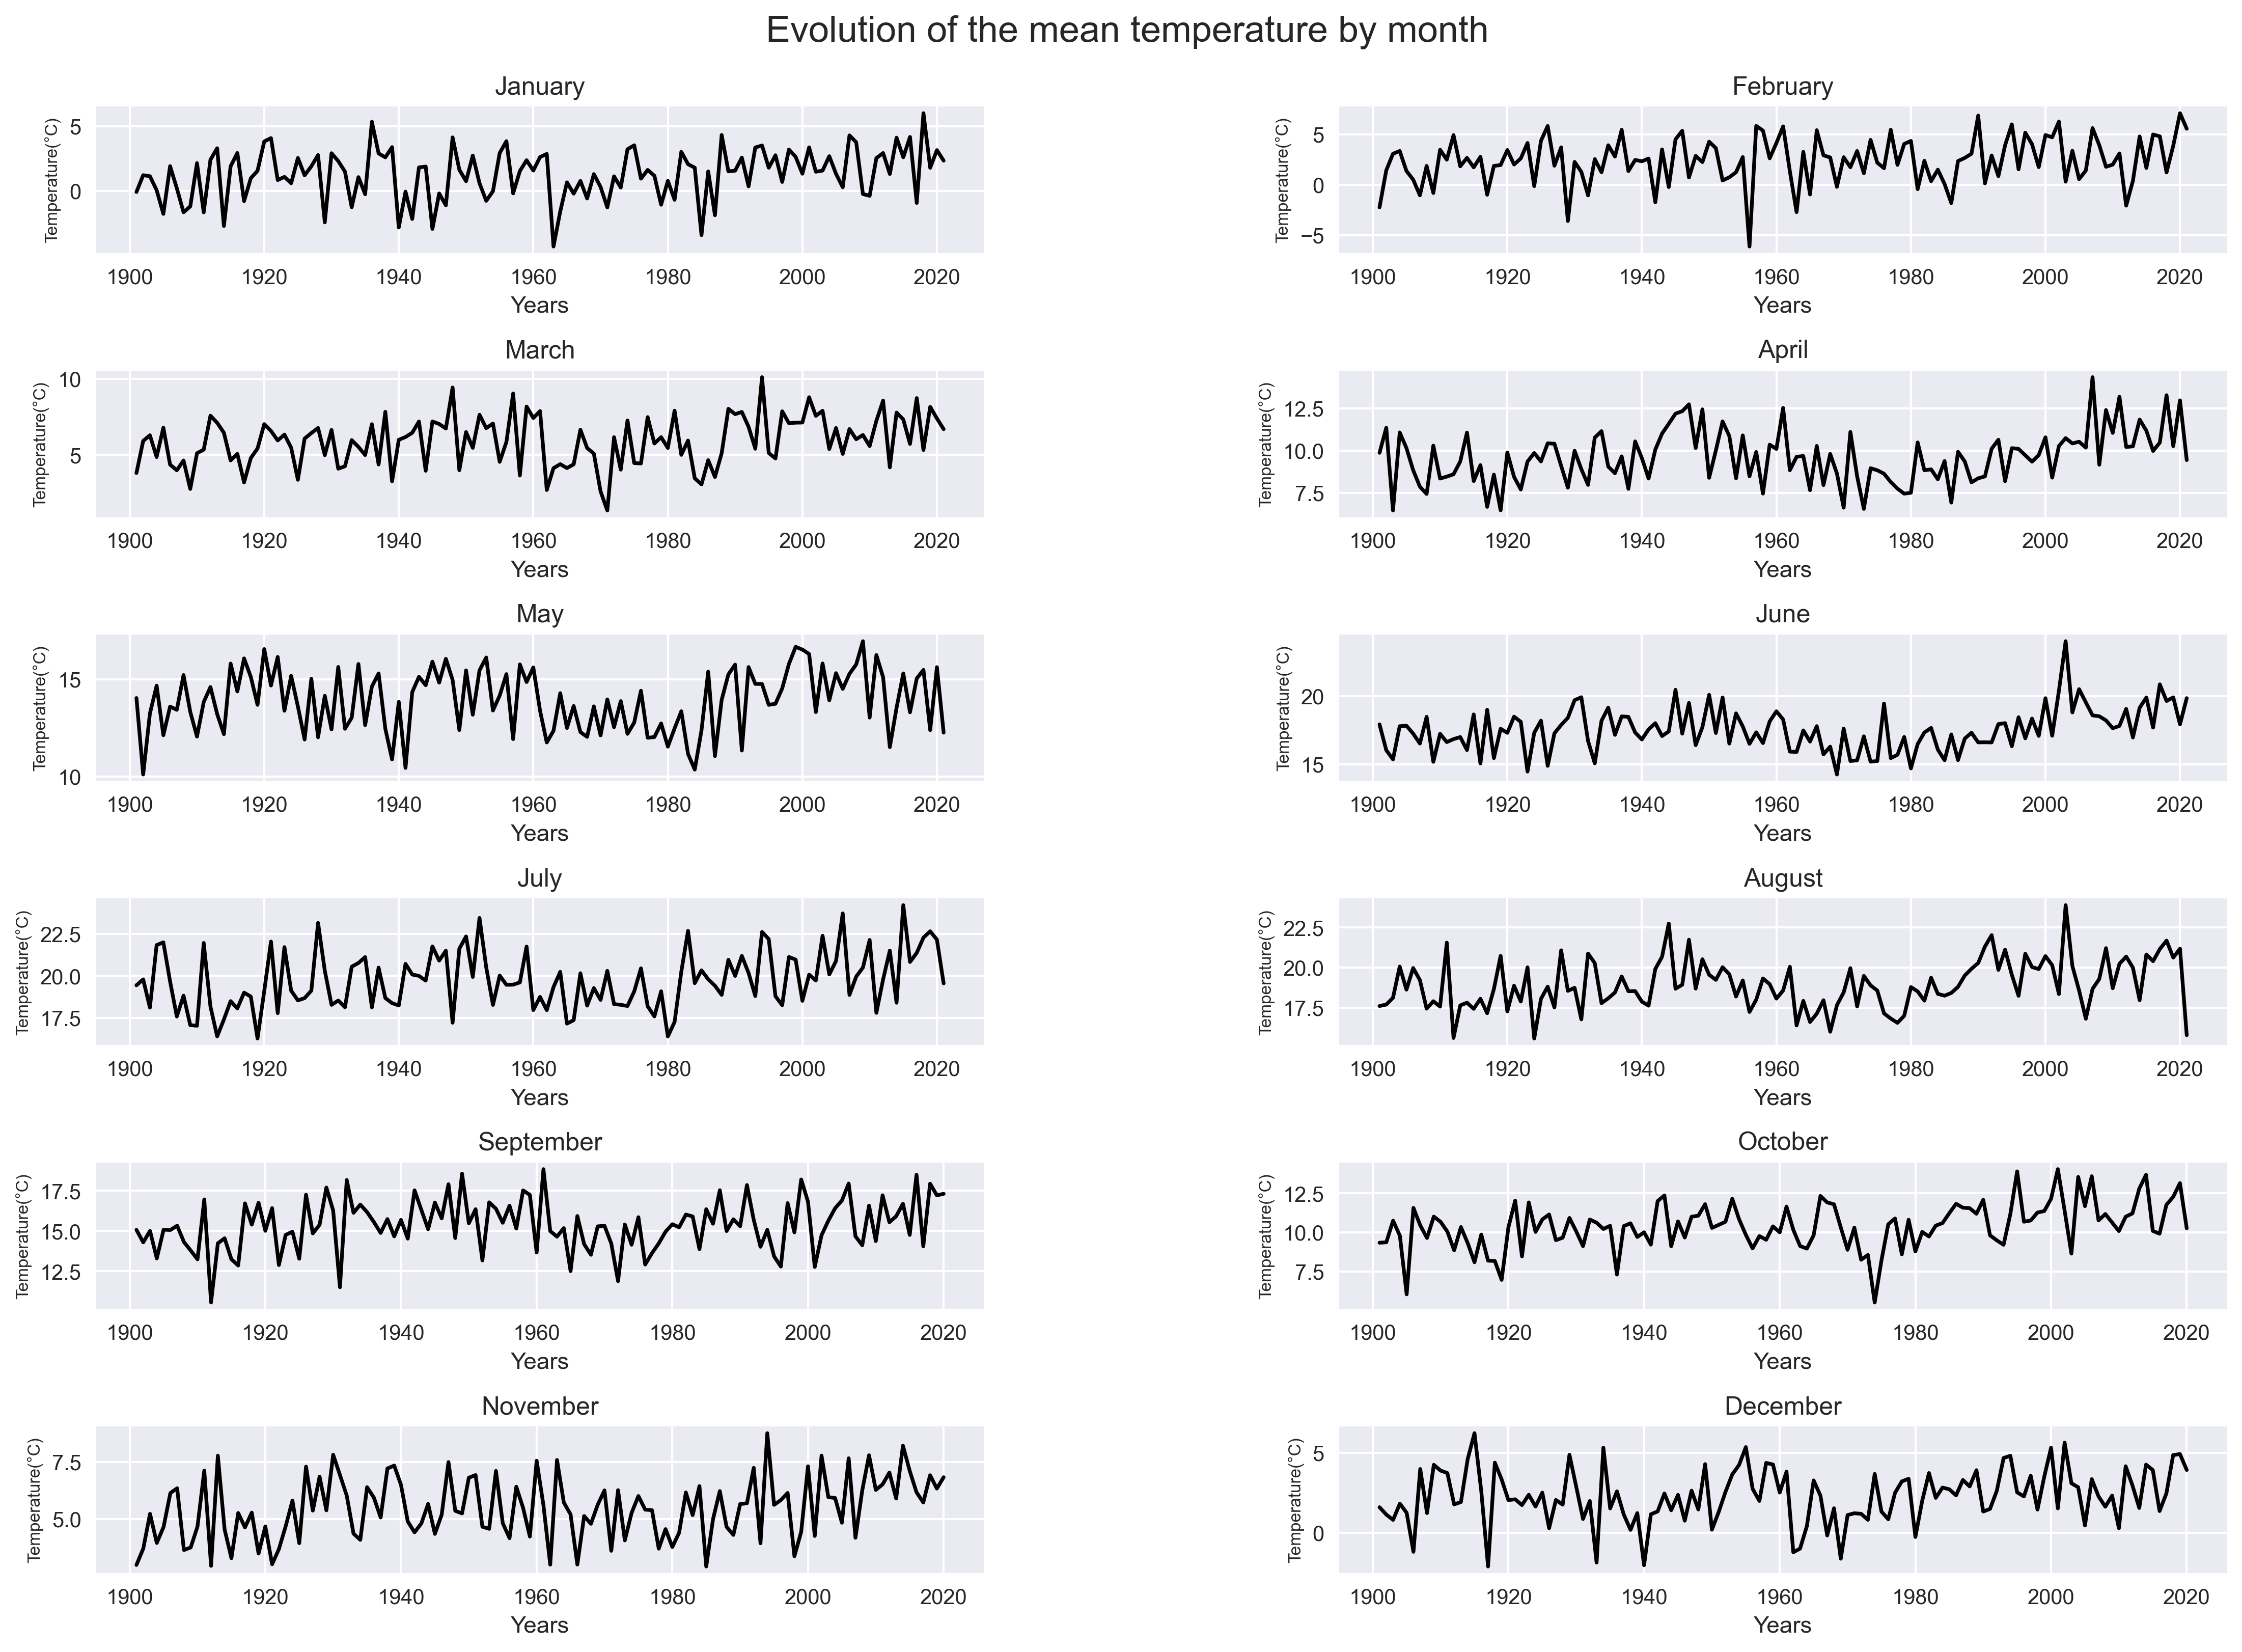 Evolution of the mean temperature by month
January
Temperature(°C)
5
0
1900 1920 1940 1960 1980 2000 2020
Years
February
Temperature(°C)
5
0
−5
1900 1920 1940 1960 1980 2000 2020
Years
March
Temperature(°C)
10
5
1900 1920 1940 1960 1980 2000 2020
Years
April
Temperature(°C)
12.5
10.0
7.5
1900 1920 1940 1960 1980 2000 2020
Years
May
Temperature(°C)
15
10
1900 1920 1940 1960 1980 2000 2020
Years
June
Temperature(°C)
20
15
1900 1920 1940 1960 1980 2000 2020
Years
July
Temperature(°C)
22.5
20.0
17.5
1900 1920 1940 1960 1980 2000 2020
Years
August
Temperature(°C)
22.5
20.0
17.5
1900 1920 1940 1960 1980 2000 2020
Years
September
Temperature(°C)
17.5
15.0
12.5
1900 1920 1940 1960 1980 2000 2020
Years
October
Temperature(°C)
12.5
10.0
7.5
1900 1920 1940 1960 1980 2000 2020
Years
November
Temperature(°C)
7.5
5.0
1900 1920 1940 1960 1980 2000 2020
Years
December
Temperature(°C)
5
0
1900 1920 1940 1960 1980 2000 2020
Years